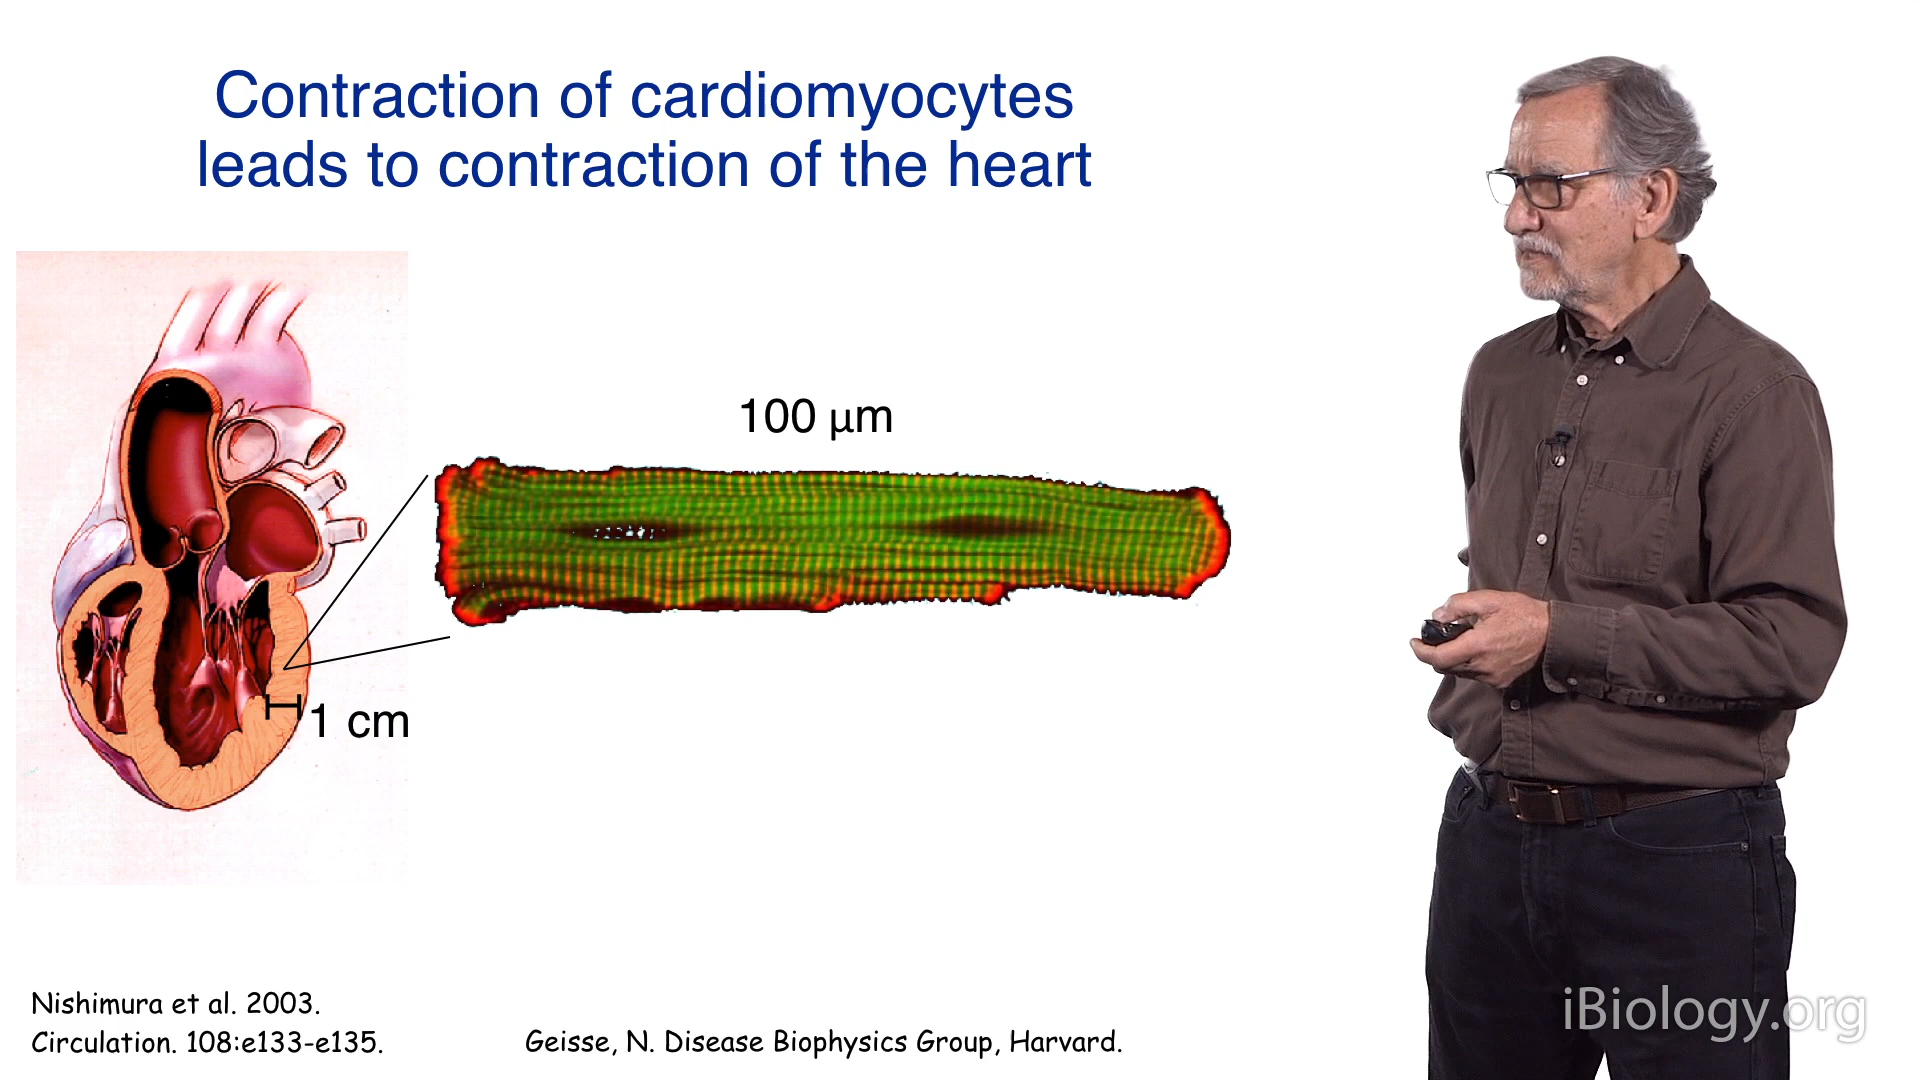 Contraction of cardiomyocytes
leads to contraction of the heart
100 μm
1 cm
Nishimura et al. 2003.
Circulation. 108:e133-e135.
Geisse, N. Disease Biophysics Group, Harvard.
iBiology.org